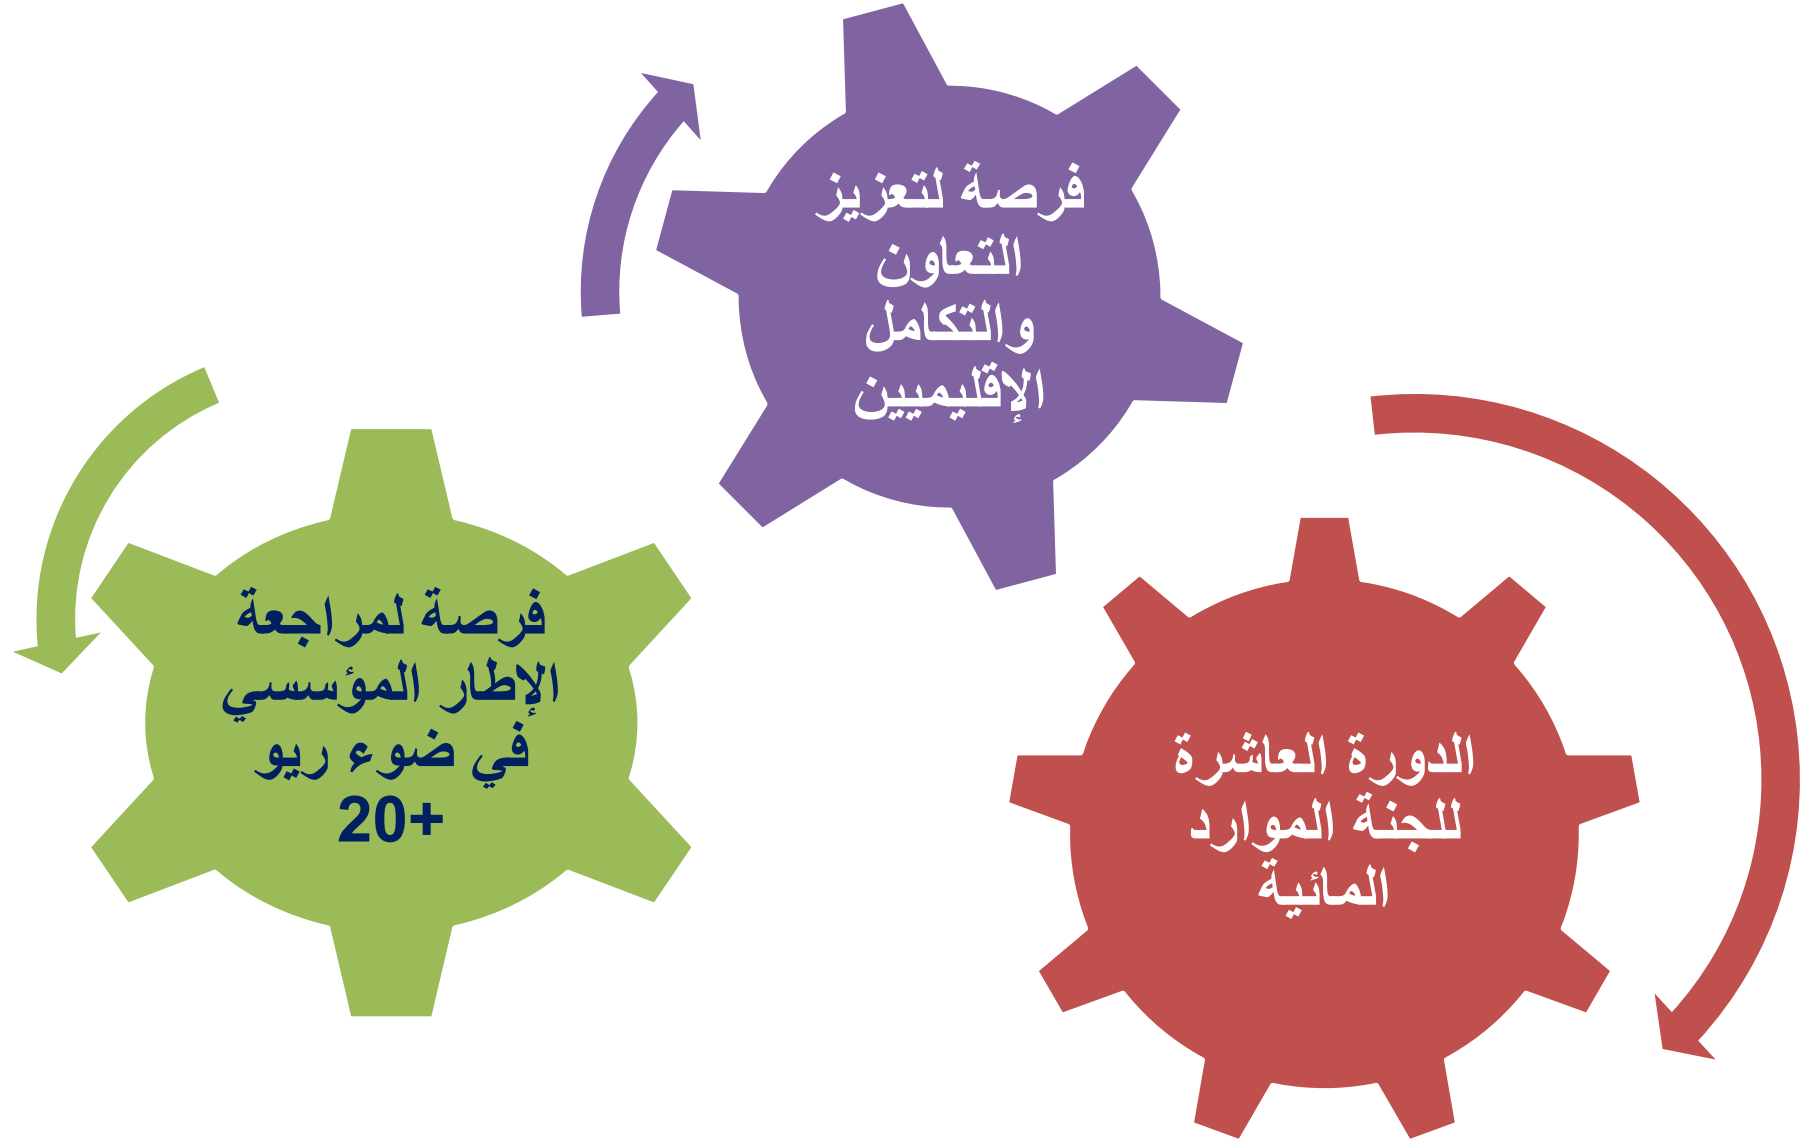 فرصة لتعزيز
التعاون
والتكامل
الإقليميين
الدورة العاشرة
للجنة الموارد
المائية
فرصة لمراجعة
الإطار المؤسسي
في ضوء ريو
20+